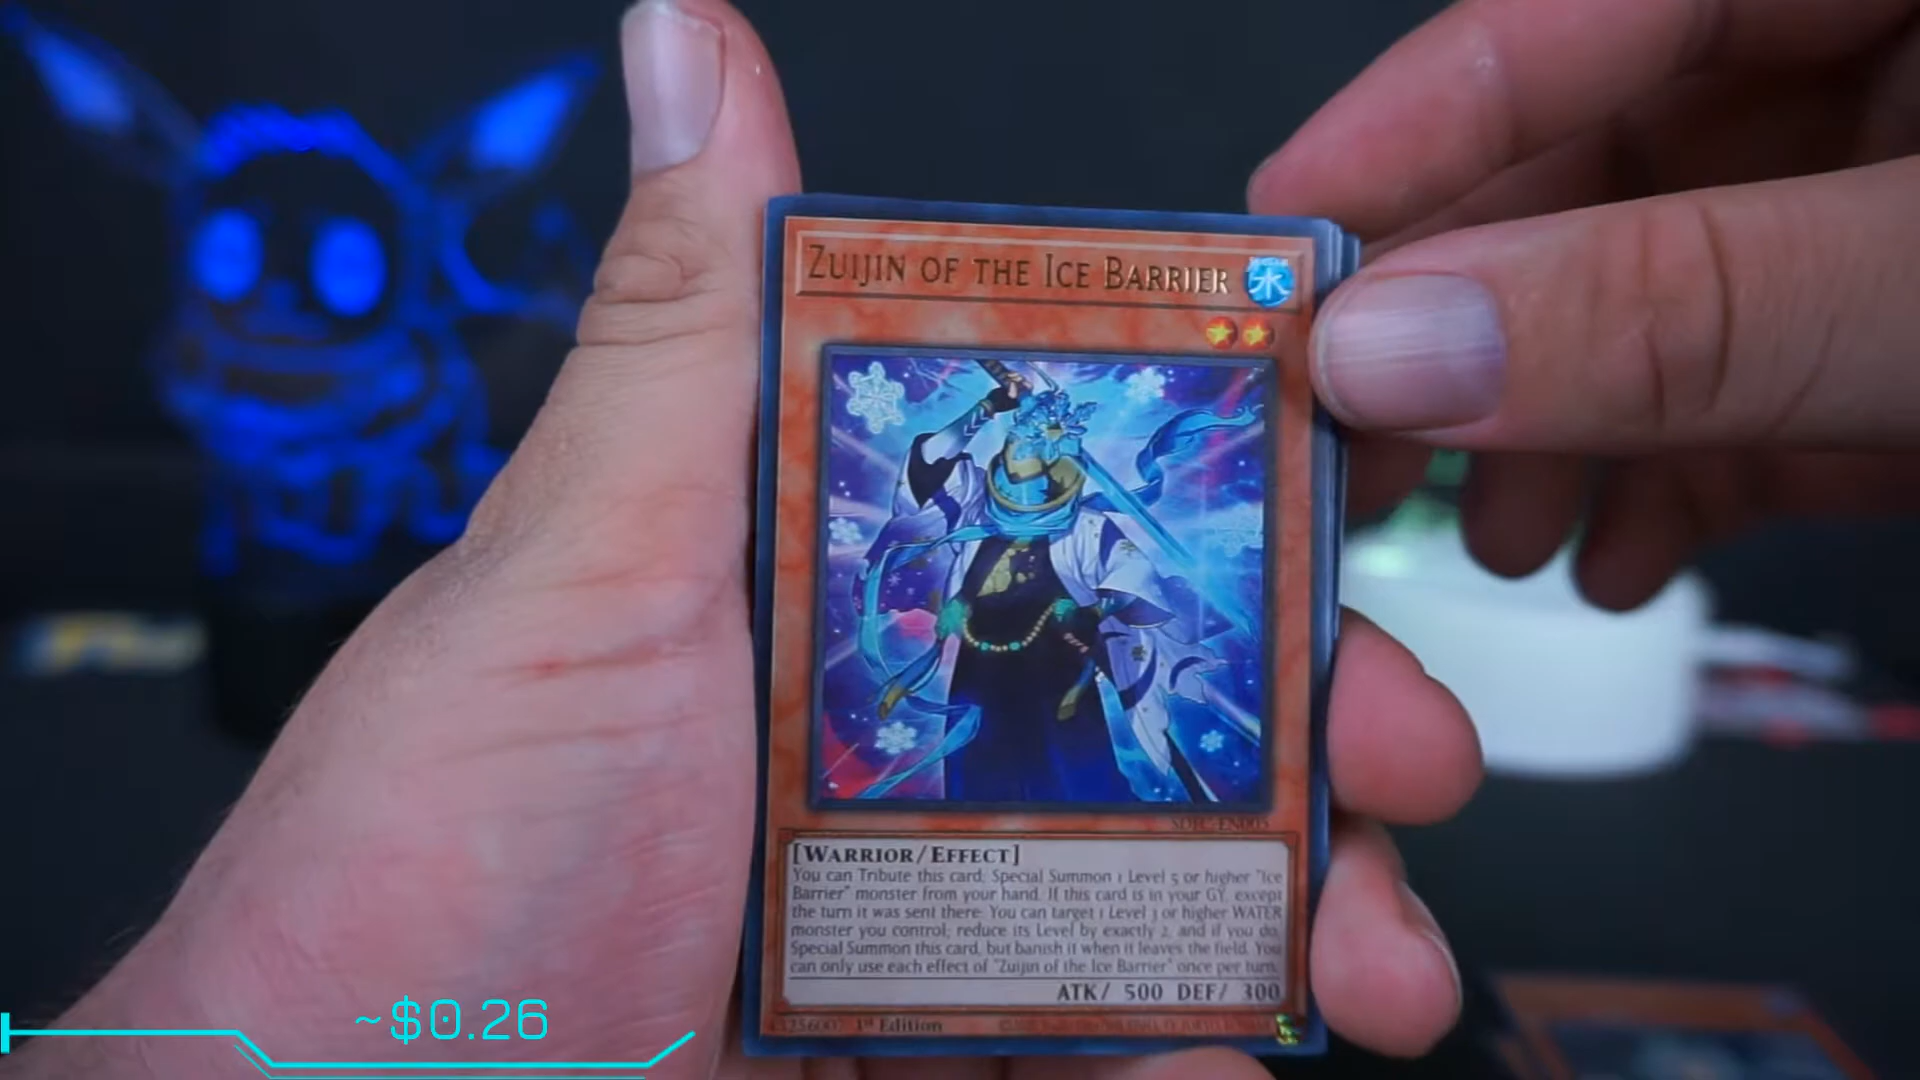 Zuijin of the Ice Barrier
水
SDFC-EN005
[Warrior/Effect]
You can Tribute this card; Special Summon 1 Level 5 or higher "Ice
Barrier" monster from your hand. If this card is in your GY, except
the turn it was sent there: You can target 1 Level 3 or higher WATER
monster you control; reduce its Level by exactly 2, and if you do,
Special Summon this card, but banish it when it leaves the field. You
can only use each effect of "Zuijin of the Ice Barrier" once per turn.
ATK/ 500 DEF/ 300
1st Edition
~$0.26